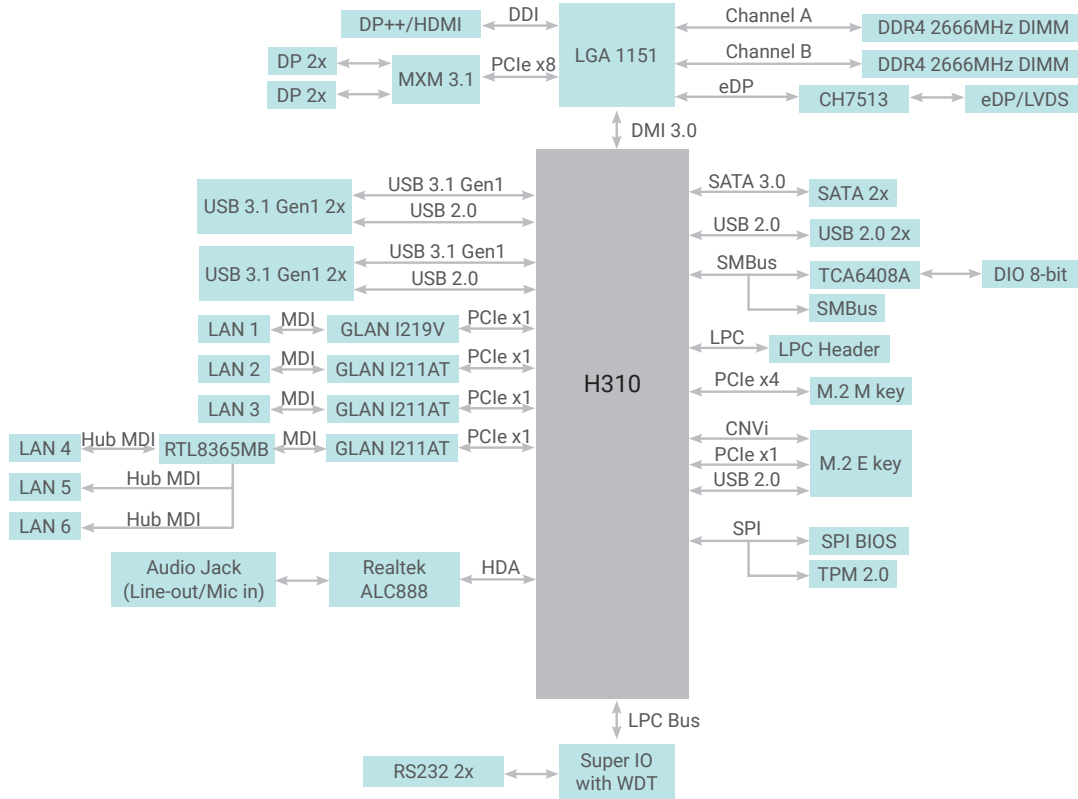 DP++/HDMI
DDI
LGA 1151
Channel A
DDR4 2666MHz DIMM
DP 2x
MXM 3.1
PCIe x8
Channel B
DDR4 2666MHz DIMM
DP 2x
eDP
CH7513
eDP/LVDS
DMI 3.0
H310
USB 3.1 Gen1 2x
USB 3.1 Gen1
USB 2.0
USB 3.1 Gen1 2x
USB 3.1 Gen1
USB 2.0
LAN 1
MDI
GLAN I219V
PCIe x1
LAN 2
MDI
GLAN I211AT
PCIe x1
LAN 3
MDI
GLAN I211AT
PCIe x1
LAN 4
Hub MDI
RTL8365MB
MDI
GLAN I211AT
PCIe x1
LAN 5
Hub MDI
LAN 6
Hub MDI
Audio Jack
(Line-out/Mic in)
Realtek
ALC888
HDA
SATA 3.0
SATA 2x
USB 2.0
USB 2.0 2x
SMBus
TCA6408A
DIO 8-bit
SMBus
LPC
LPC Header
PCIe x4
M.2 M key
CNVi
PCIe x1
USB 2.0
M.2 E key
SPI
SPI BIOS
TPM 2.0
LPC Bus
RS232 2x
Super IO
with WDT